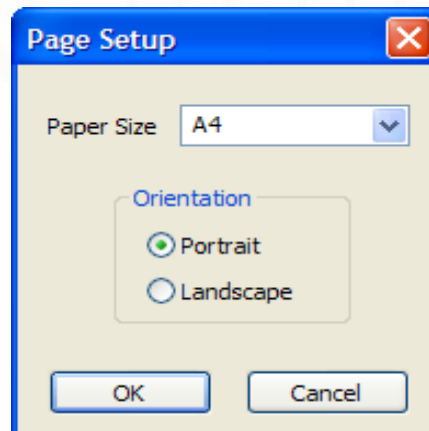 Page Setup
Paper Size A4
Orientation
Portrait
Landscape
OK Cancel